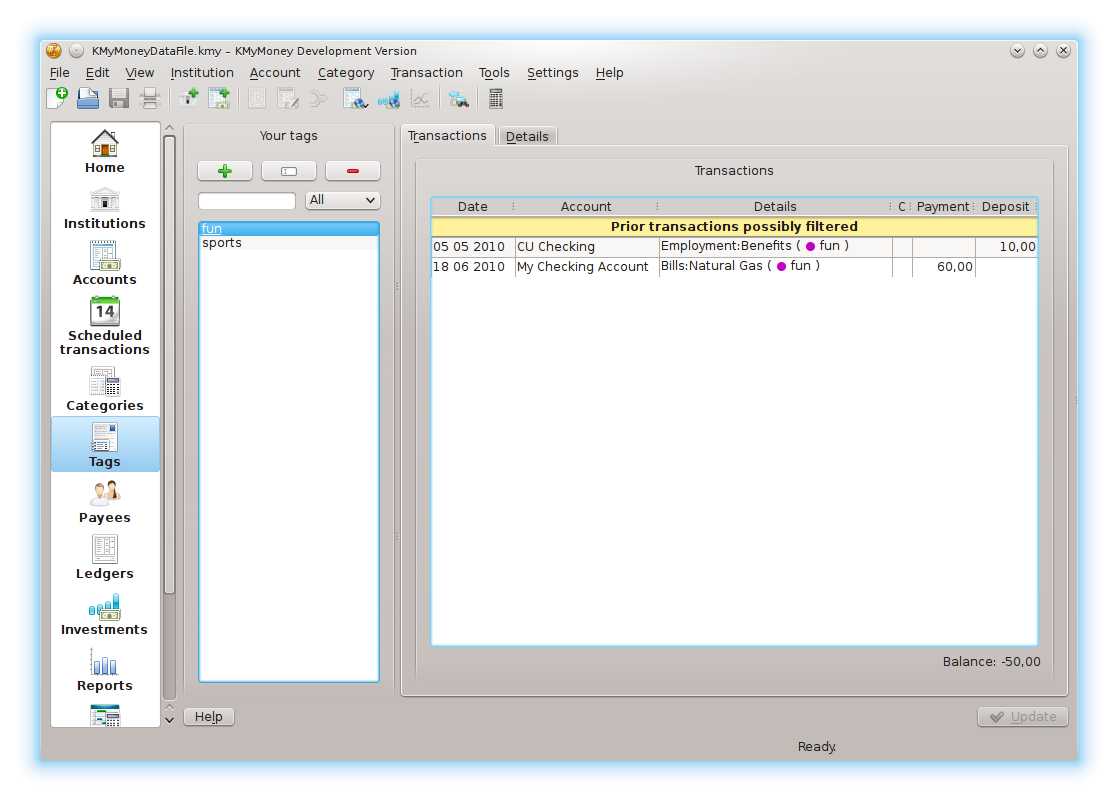 KMyMoneyDataFile.kmy – KMyMoney Development Version
File Edit View Institution Account Category Transaction Tools Settings Help
Home
Institutions
Accounts
14
Scheduled
transactions
Categories
Tags
Payees
Ledgers
Investments
Reports
Your tags
All
fun
sports
Help
Transactions Details
Transactions
Date Account Details C Payment Deposit
Prior transactions possibly filtered
05 05 2010 CU Checking Employment:Benefits ( fun ) 10,00
18 06 2010 My Checking Account Bills:Natural Gas ( fun ) 60,00
Balance: -50,00
Update
Ready.